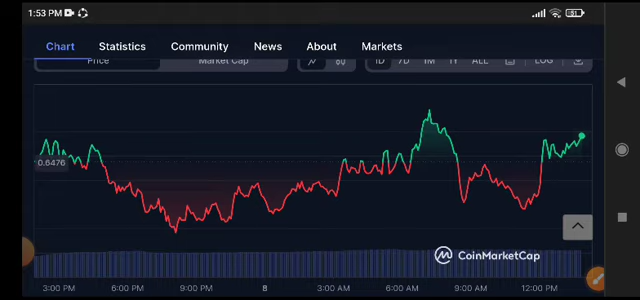 1:53 PM 51
Chart Statistics Community News About Markets
Price Market Cap 1D 7D 1M 1Y ALL LOG
0.6476
CoinMarketCap
3:00 PM 6:00 PM 9:00 PM 8 3:00 AM 6:00 AM 9:00 AM 12:00 PM